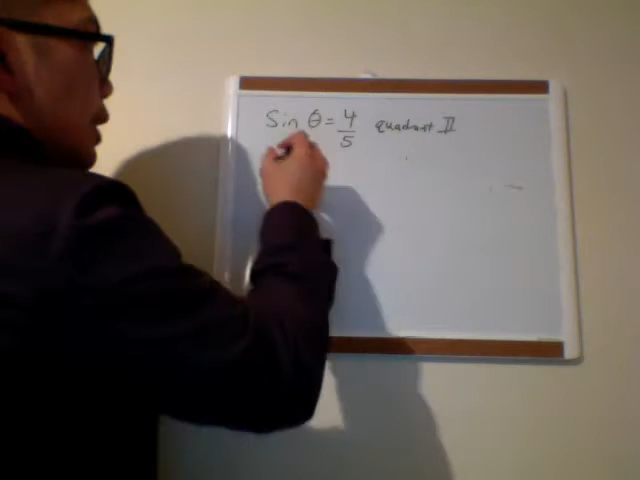 Sin θ = 4/5 quadrant II